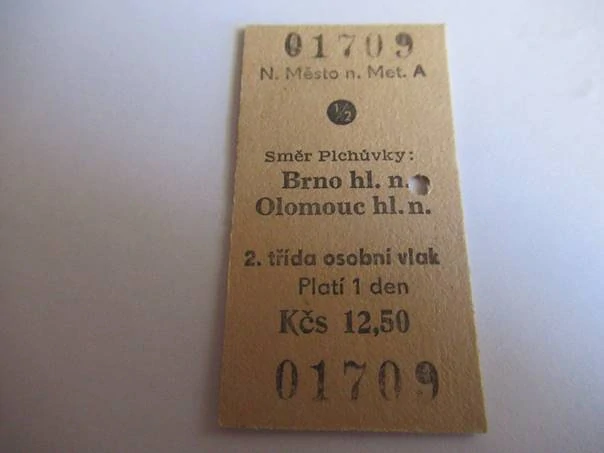 01709
N. Město n. Met. A
1/2
Směr Plchůvky:
Brno hl. n.
Olomouc hl. n.
2. třída osobní vlak
Platí 1 den
Kčs 12,50
01709